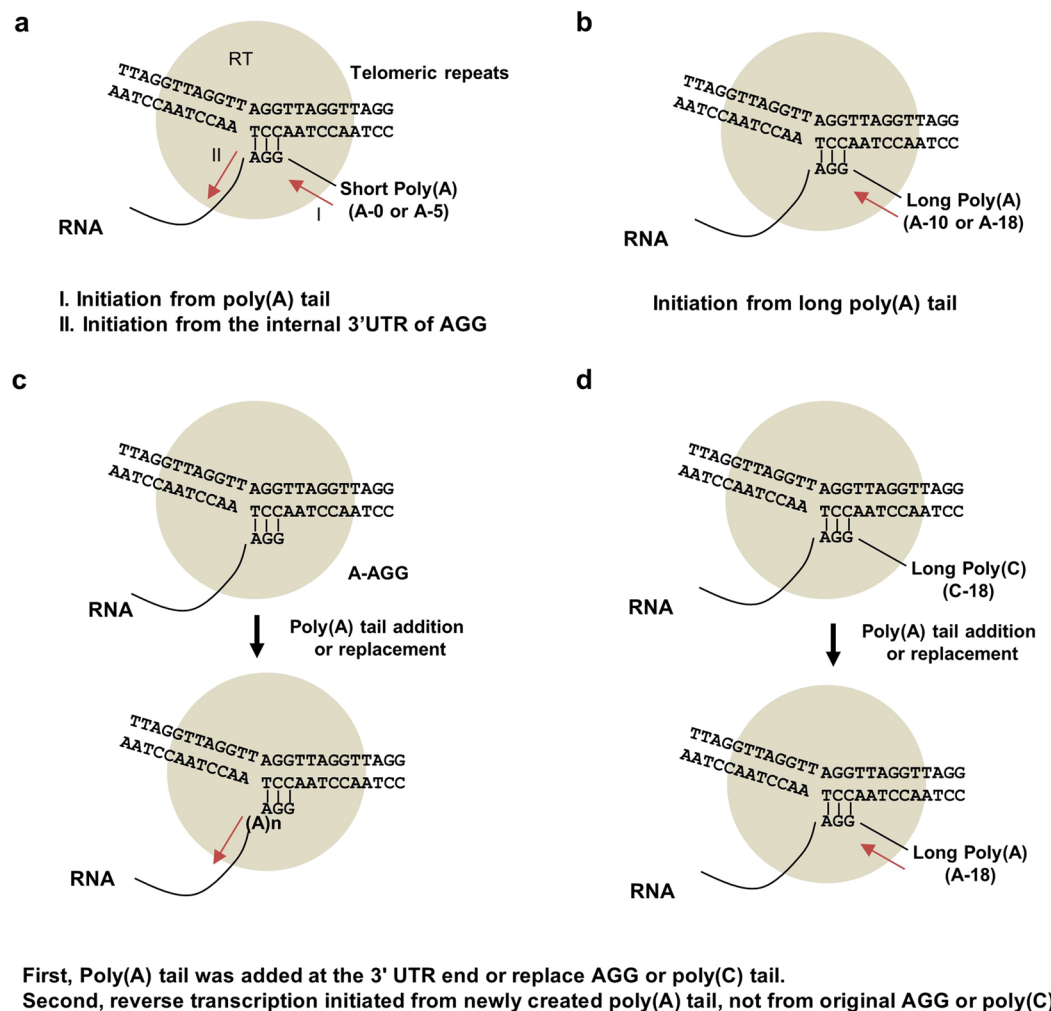 a
RT
TTAGGTTAGGTT AGGTTAGGTTAGG
AATCCAATCCAA TCCAATCCAATCC
AGG
Telomeric repeats
II
Short Poly(A)
(A-0 or A-5)
I
RNA
I. Initiation from poly(A) tail
II. Initiation from the internal 3'UTR of AGG
b
TTAGGTTAGGTT AGGTTAGGTTAGG
AATCCAATCCAA TCCAATCCAATCC
AGG
Long Poly(A)
(A-10 or A-18)
RNA
Initiation from long poly(A) tail
c
TTAGGTTAGGTT AGGTTAGGTTAGG
AATCCAATCCAA TCCAATCCAATCC
AGG
A-AGG
RNA
Poly(A) tail addition
or replacement
TTAGGTTAGGTT AGGTTAGGTTAGG
AATCCAATCCAA TCCAATCCAATCC
AGG
(A)n
RNA
d
TTAGGTTAGGTT AGGTTAGGTTAGG
AATCCAATCCAA TCCAATCCAATCC
AGG
Long Poly(C)
(C-18)
RNA
Poly(A) tail addition
or replacement
TTAGGTTAGGTT AGGTTAGGTTAGG
AATCCAATCCAA TCCAATCCAATCC
AGG
Long Poly(A)
(A-18)
RNA
First, Poly(A) tail was added at the 3' UTR end or replace AGG or poly(C) tail.
Second, reverse transcription initiated from newly created poly(A) tail, not from original AGG or poly(C)